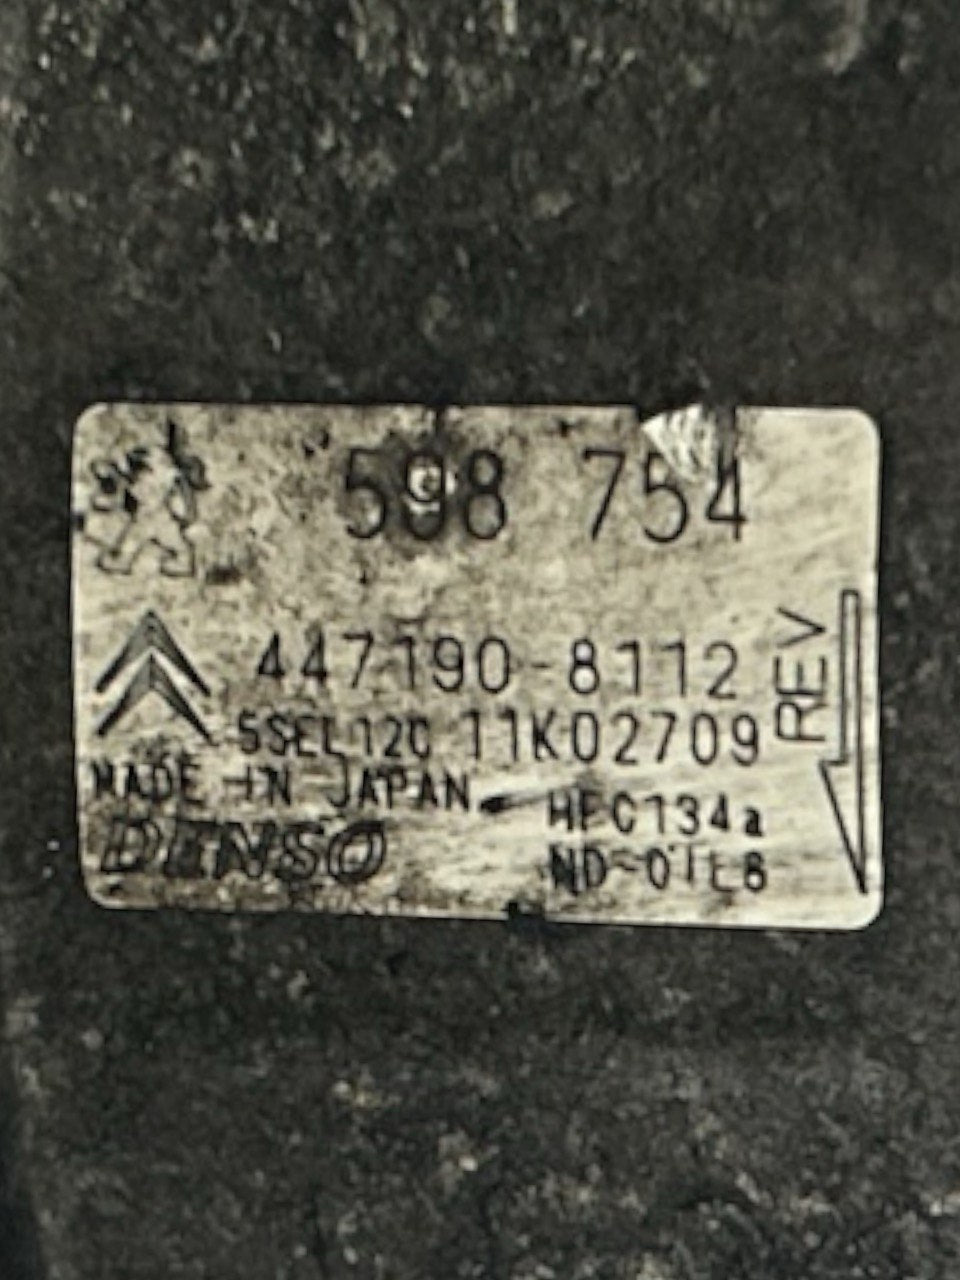 598 754
447190-8112
5SEL12C 11K02709
REV
MADE IN JAPAN
HFC134a
DENSO
ND-OIL8